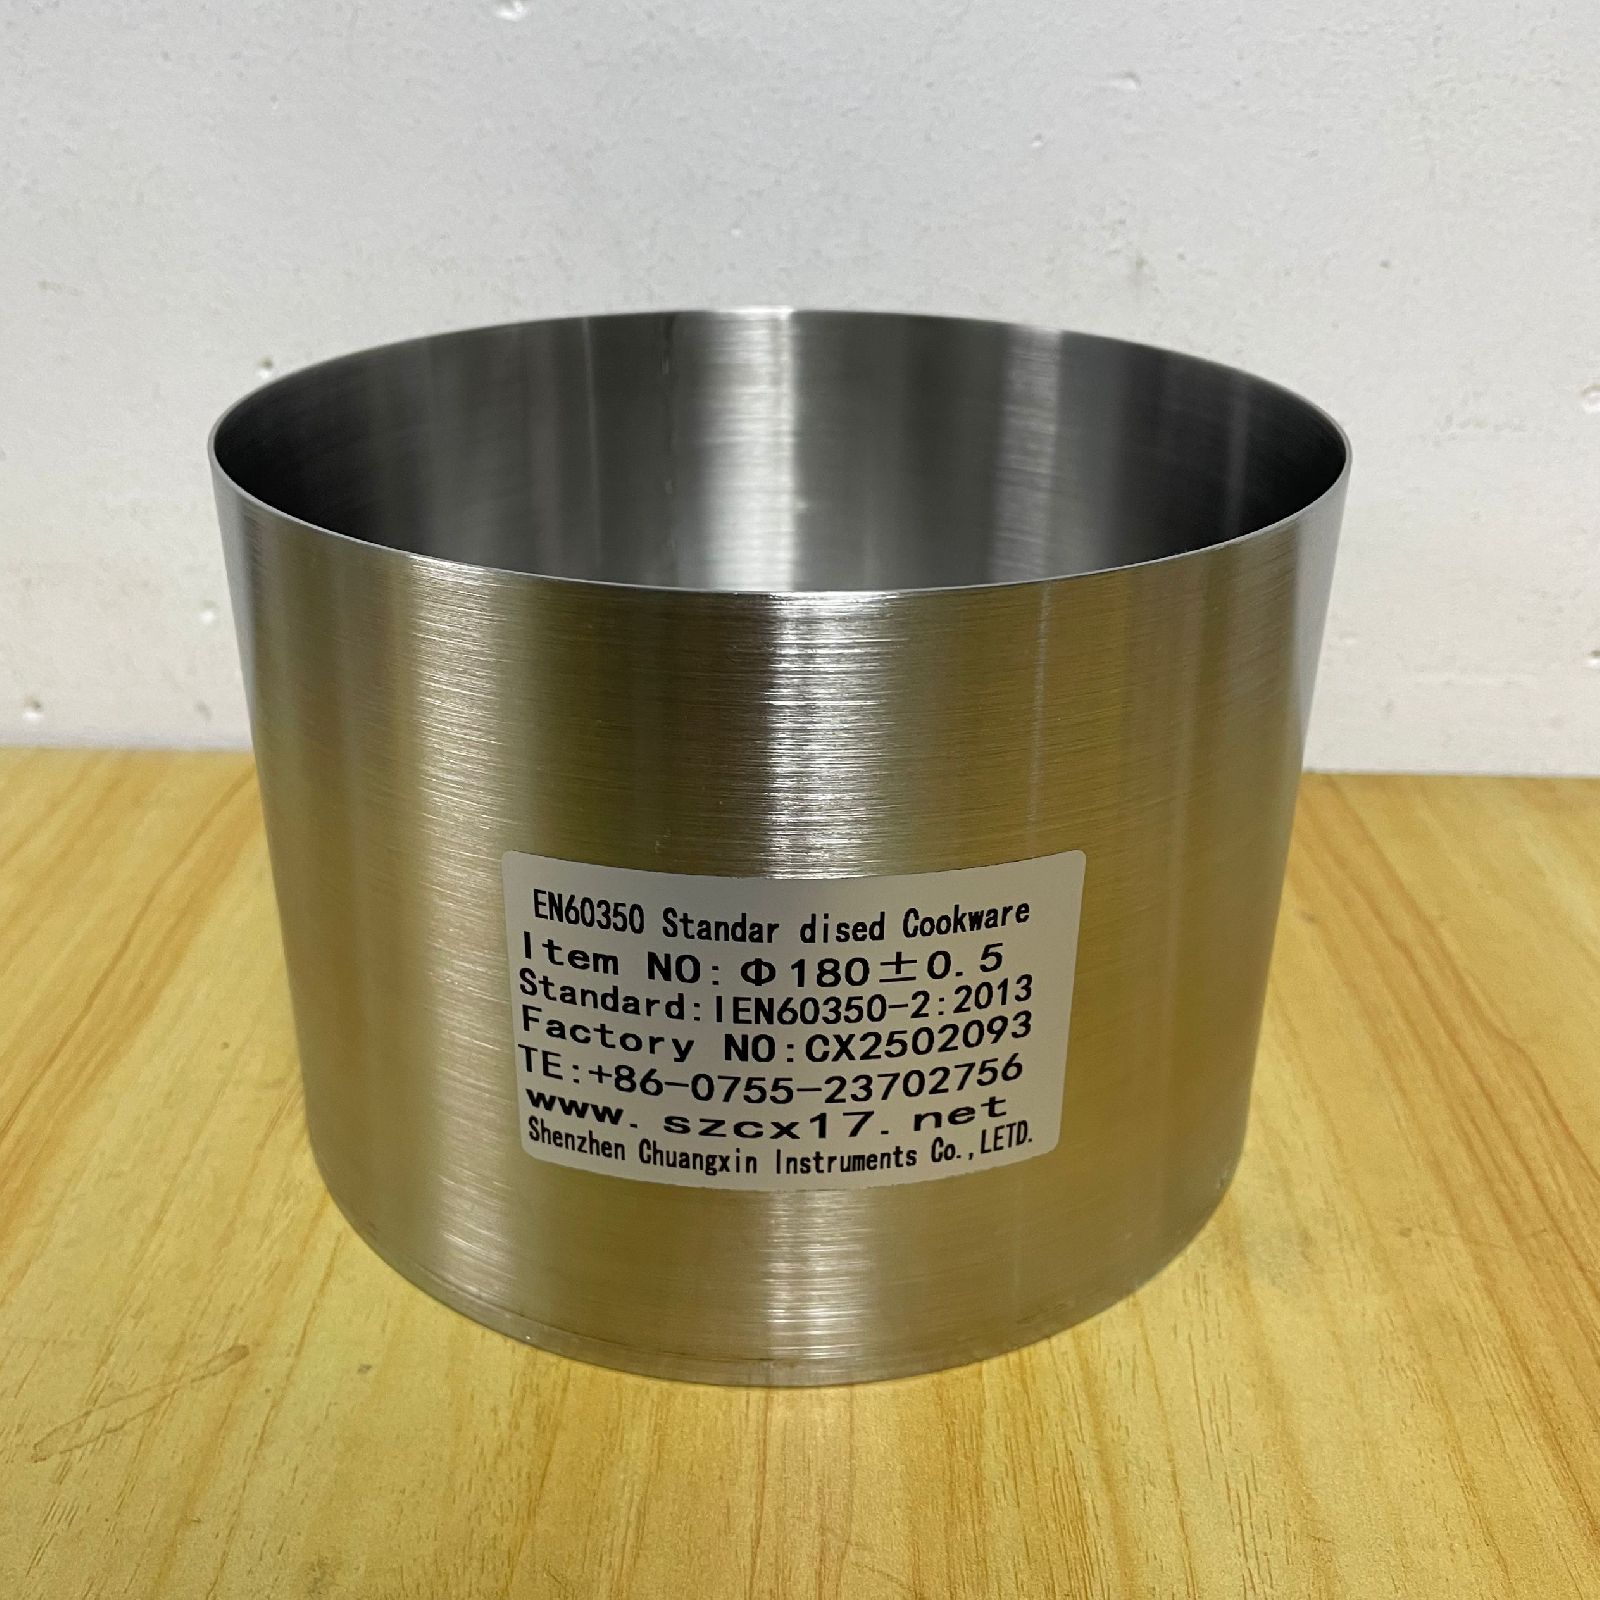 EN60350 Standar dised Cookware
Item NO: Φ180±0.5
Standard:IEN60350-2:2013
Factory NO:CX2502093
TE:+86-0755-23702756
www.szcx17.net
Shenzhen Chuangxin Instruments Co.,LETD.